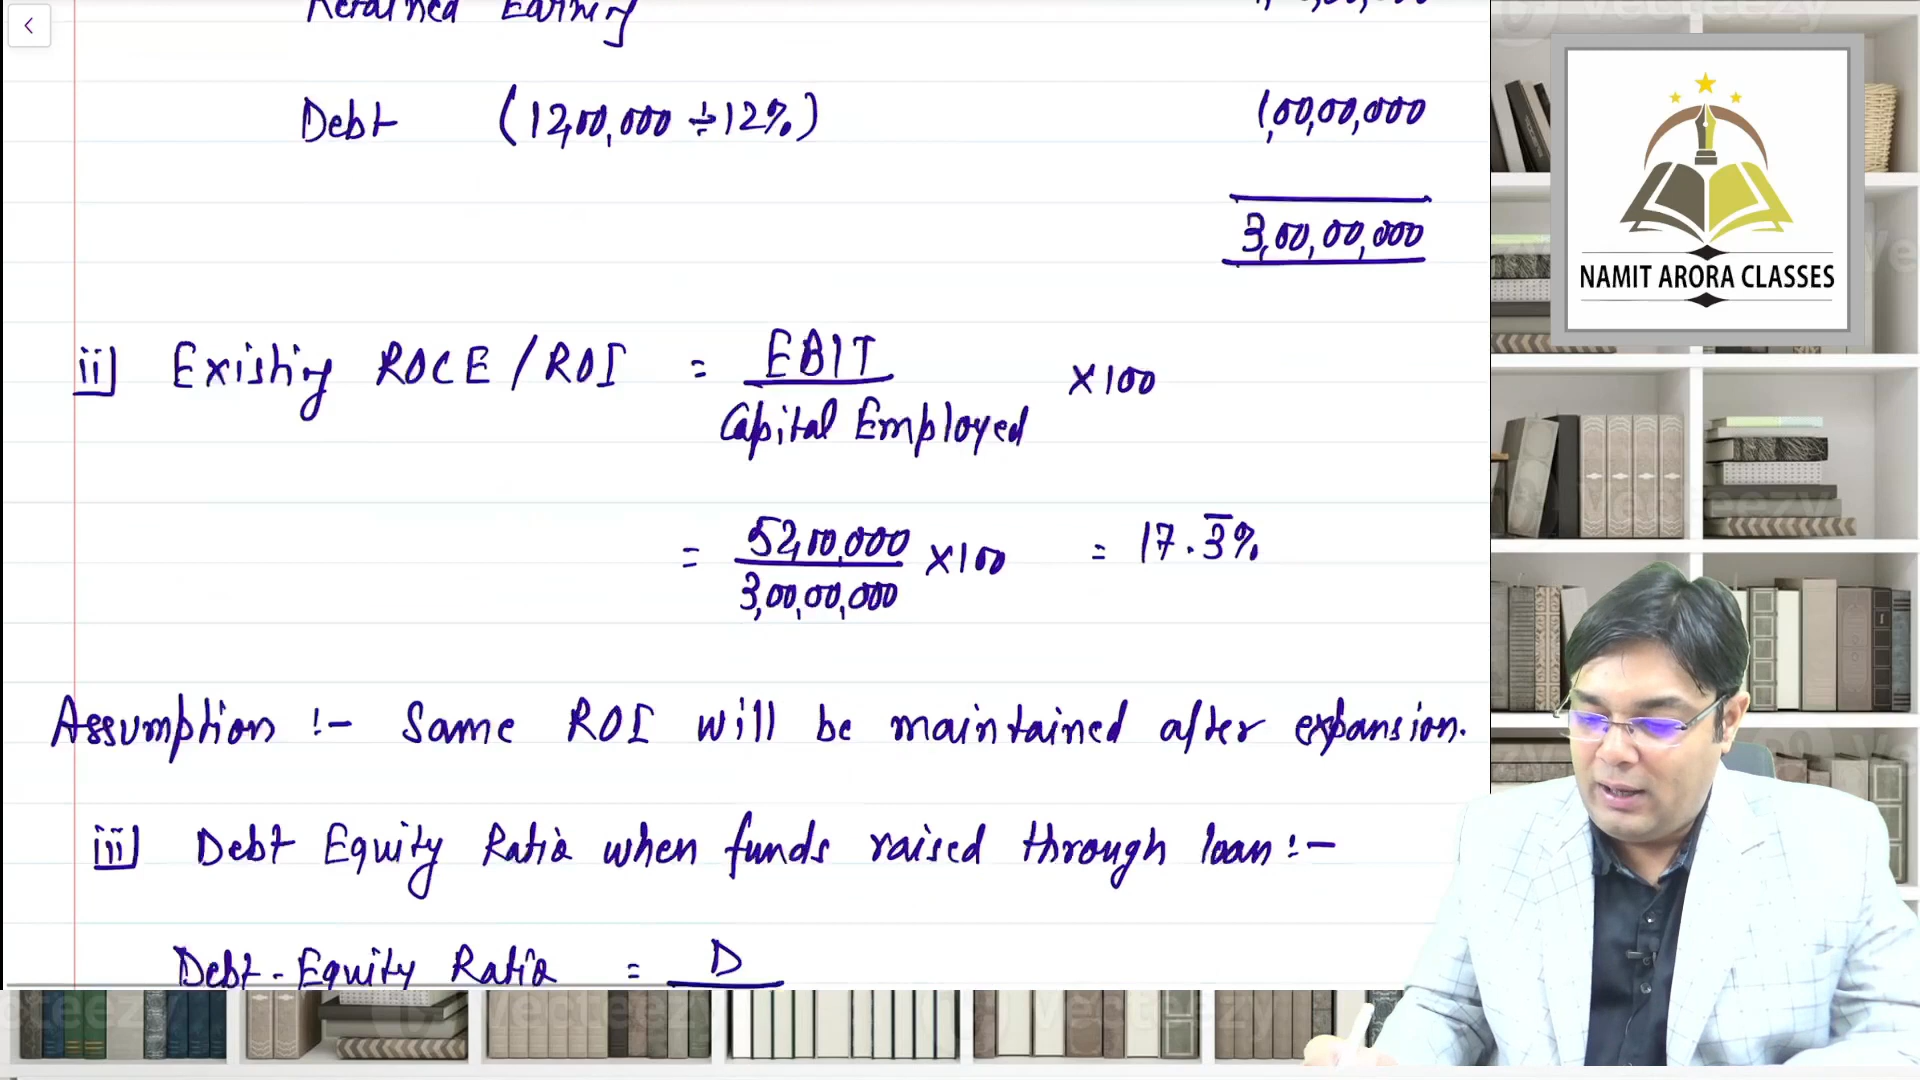 Retained Earning
Debt (12,00,000 ÷ 12%) 1,00,00,000
3,00,00,000
ii] Existing ROCE / ROI = EBIT
Capital Employed × 100
= 52,00,000
3,00,00,000 × 100 = 17.3̅%
Assumption :- Same ROI will be maintained after expansion.
iii] Debt Equity Ratio when funds raised through loan :-
Debt-Equity Ratio = D
NAMIT ARORA CLASSES